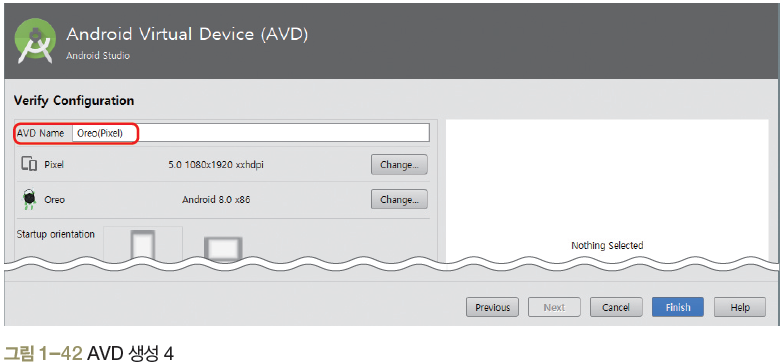 Android Virtual Device (AVD)
Android Studio
Verify Configuration
AVD Name Oreo(Pixel)
Pixel 5.0 1080x1920 xxhdpi Change...
Oreo Android 8.0 x86 Change...
Startup orientation
Nothing Selected
Previous Next Cancel Finish Help
그림 1-42 AVD 생성 4